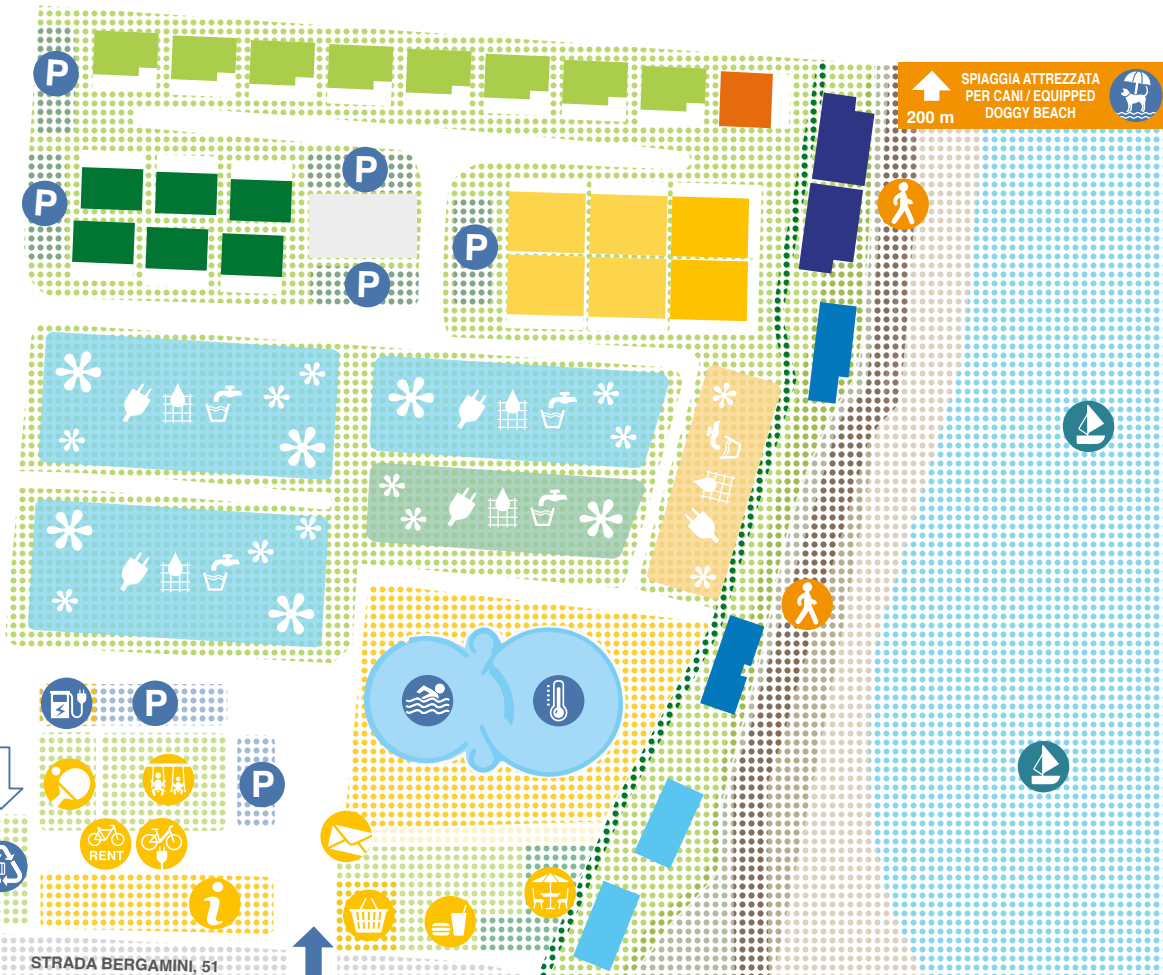 P
SPIAGGIA ATTREZZATA
PER CANI / EQUIPPED
DOGGY BEACH
200 m
P
P
P
P
P
P
RENT
i
STRADA BERGAMINI, 51